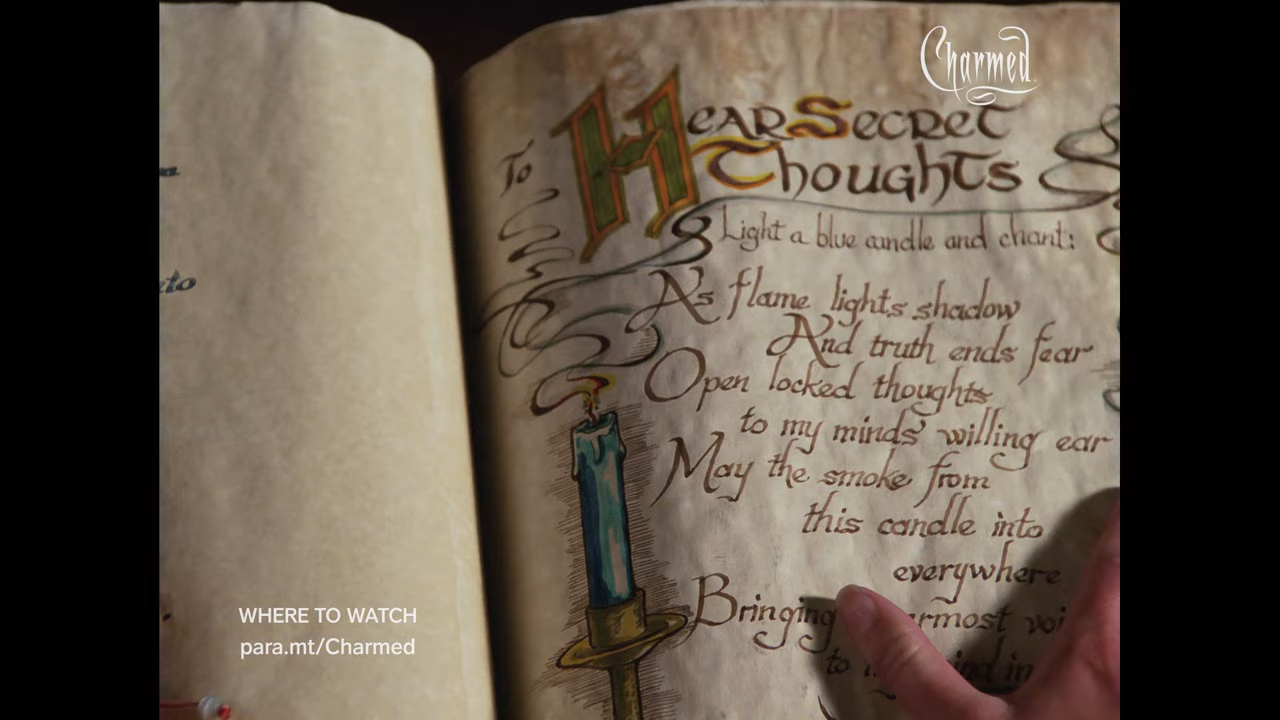 Charmed
To Hear Secret
Thoughts
Light a blue candle and chant:
As flame lights shadow
And truth ends fear
Open locked thoughts
to my minds' willing ear
May the smoke from
this candle into
everywhere
Bringing
to
WHERE TO WATCH
para.mt/Charmed